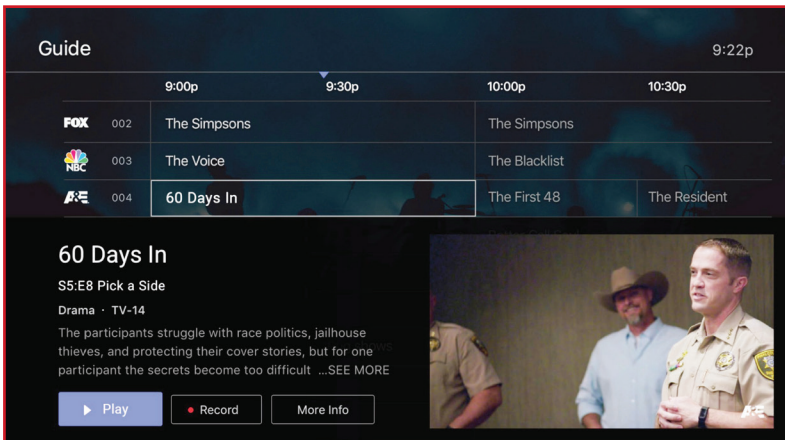 Guide
9:22p
9:00p 9:30p 10:00p 10:30p
FOX 002 The Simpsons The Simpsons
NBC 003 The Voice The Blacklist
A&E 004 60 Days In The First 48 The Resident
60 Days In
S5:E8 Pick a Side
Drama · TV-14
The participants struggle with race politics, jailhouse
thieves, and protecting their cover stories, but for one
participant the secrets become too difficult ...SEE MORE
Play Record More Info
A&E